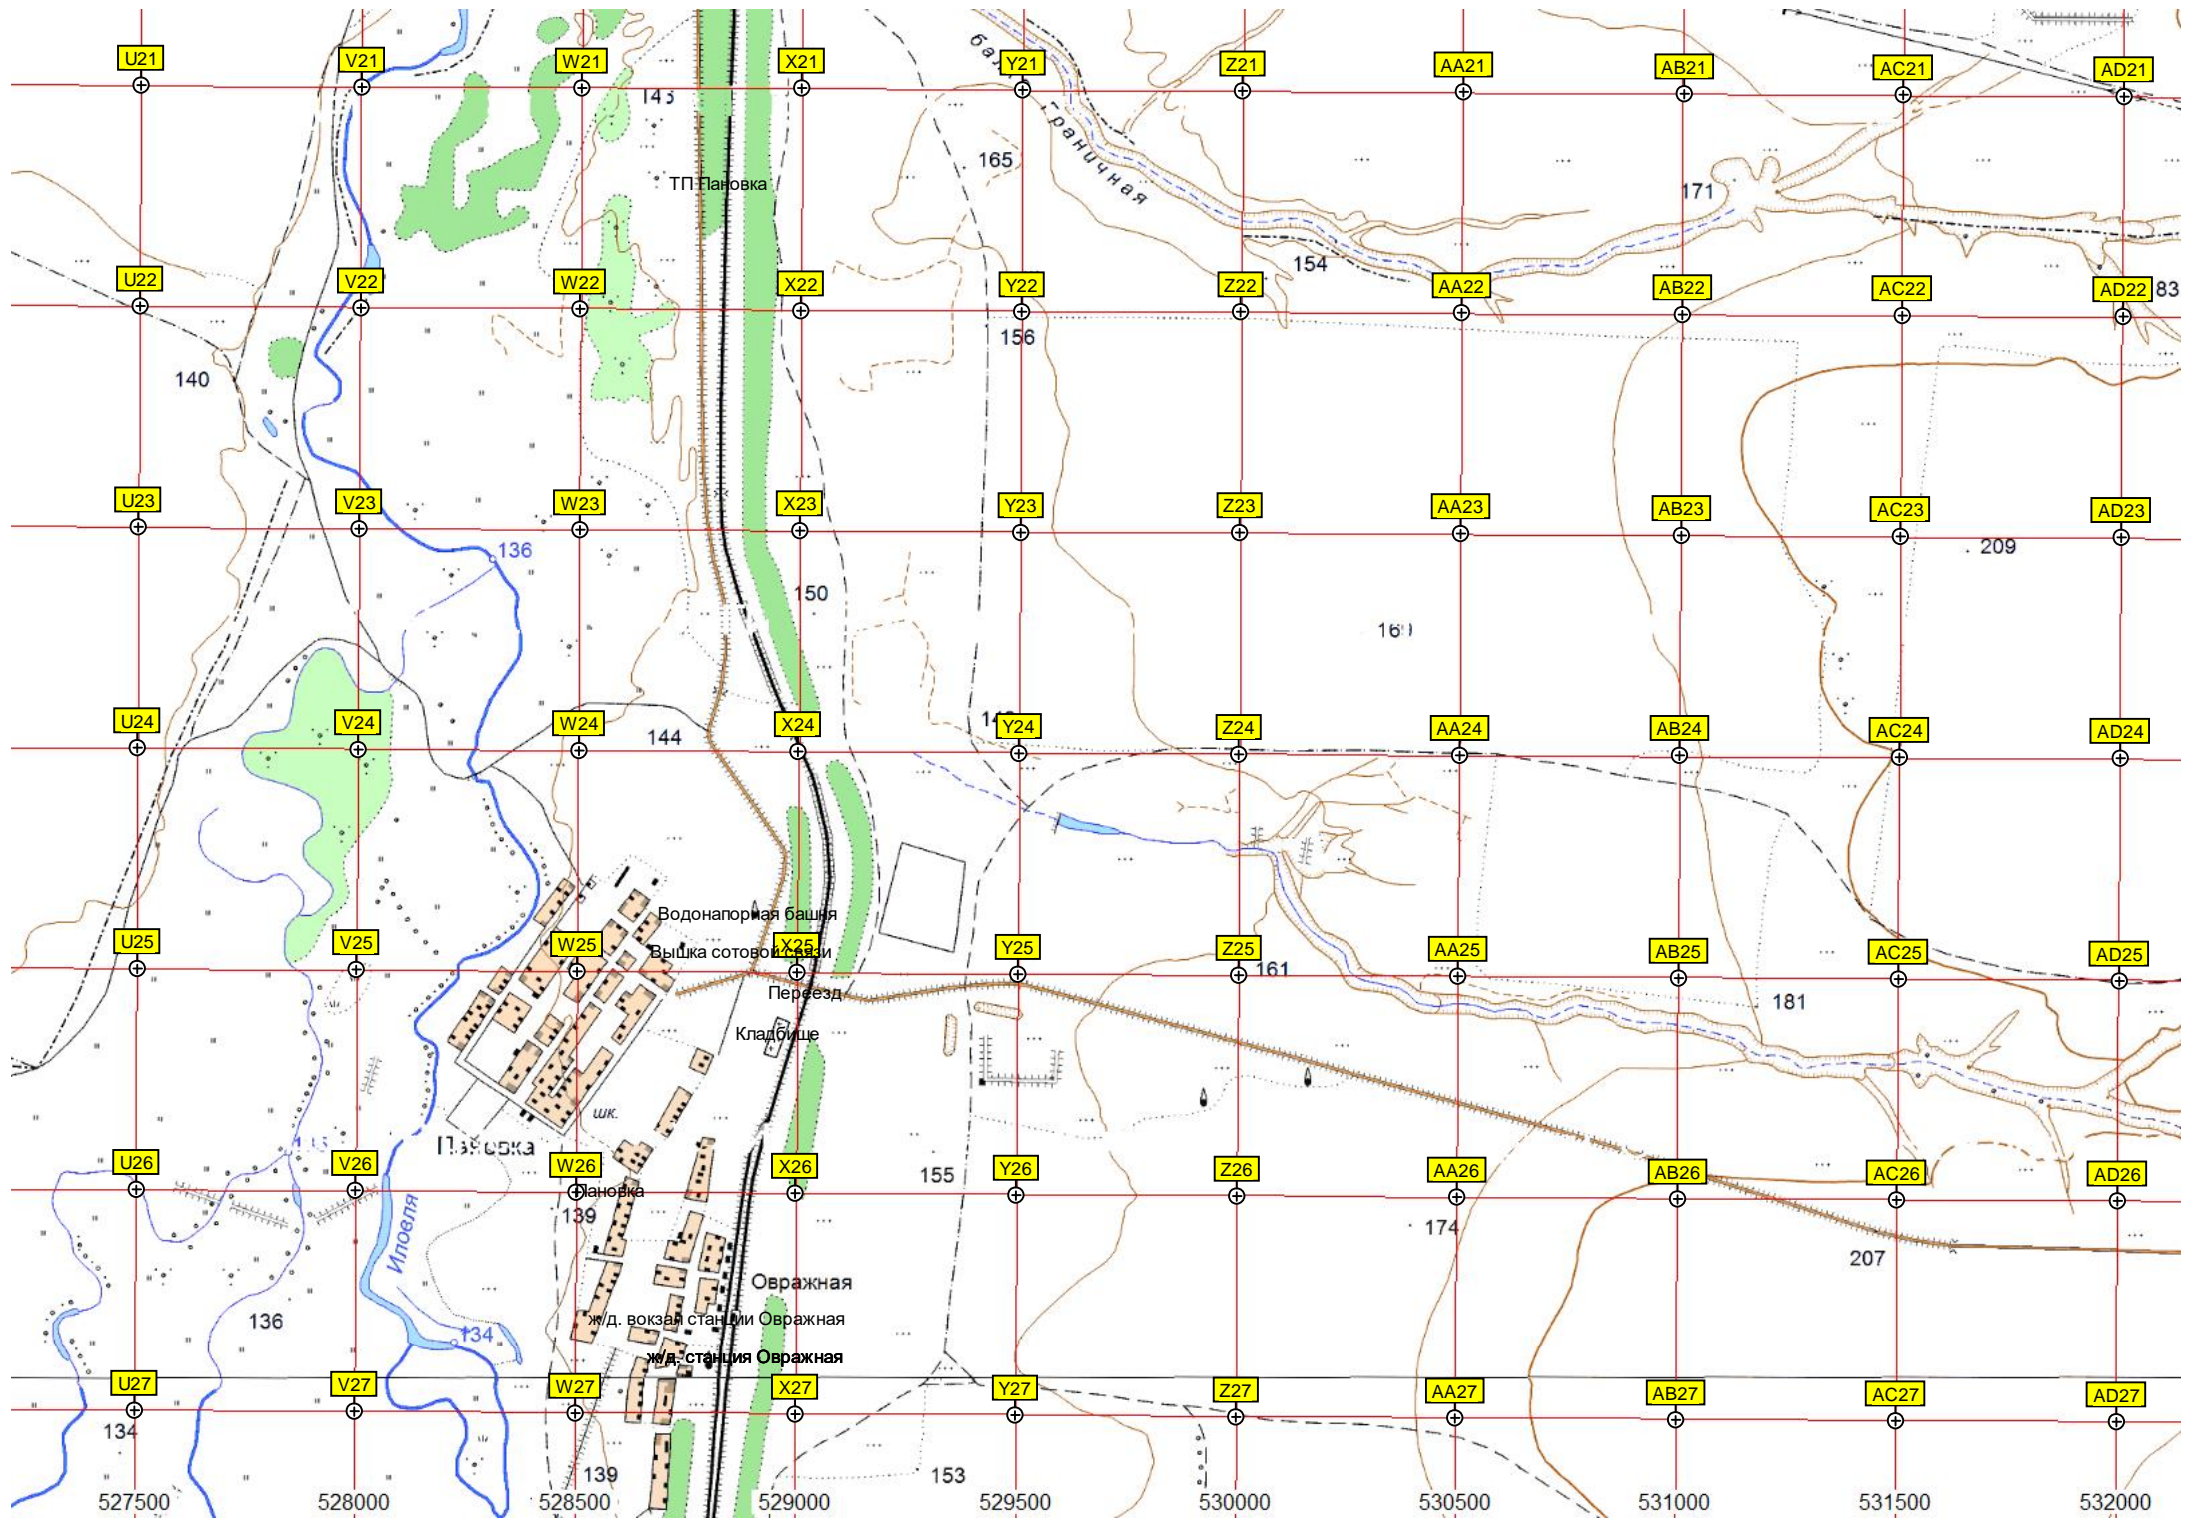 U21 V21 W21 X21 Y21 Z21 AA21 AB21 AC21 AD21
Граничная
165
ТП Пановка
171
154
U22 V22 W22 X22 Y22 Z22 AA22 AB22 AC22 AD22 83
156
140
U23 V23 W23 X23 Y23 Z23 AA23 AB23 AC23 AD23
136
209
150
U24 V24 W24 X24 Y24 Z24 AA24 AB24 AC24 AD24
144
Водонапорная башня
U25 V25 W25 X25 Y25 Z25 AA25 AB25 AC25 AD25
Вышка сотовой связи
161
Переезд
181
Кладбище
шк.
Пановка
155
U26 V26 W26 X26 Y26 Z26 AA26 AB26 AC26 AD26
Пановка
139
Иловля
174
207
Овражная
136
134
ж/д. вокзал станции Овражная
ж/д. станция Овражная
U27 V27 W27 X27 Y27 Z27 AA27 AB27 AC27 AD27
134
139
153
527500 528000 528500 529000 529500 530000 530500 531000 531500 532000